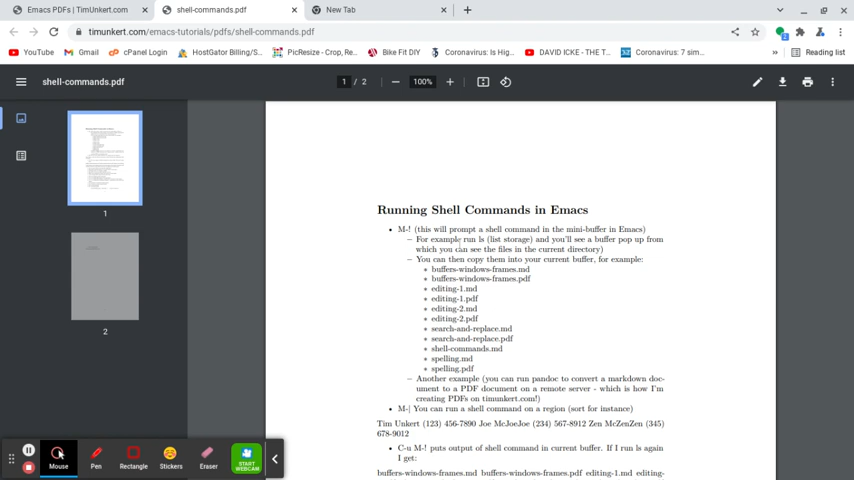 Emacs PDFs | TimUnkert.com
shell-commands.pdf
New Tab
timunkert.com/emacs-tutorials/pdfs/shell-commands.pdf
YouTube
Gmail
cPanel Login
HostGator Billing/S...
PicResize - Crop, Re...
Bike Fit DIY
Coronavirus: Is Hig...
DAVID ICKE - THE T...
Coronavirus: 7 sim...
»
Reading list
shell-commands.pdf
1 / 2
100%
1
2
Running Shell Commands in Emacs
• M-! (this will prompt a shell command in the mini-buffer in Emacs)
– For example run ls (list storage) and you'll see a buffer pop up from
which you can see the files in the current directory)
– You can then copy them into your current buffer, for example:
* buffers-windows-frames.md
* buffers-windows-frames.pdf
* editing-1.md
* editing-1.pdf
* editing-2.md
* editing-2.pdf
* search-and-replace.md
* search-and-replace.pdf
* shell-commands.md
* spelling.md
* spelling.pdf
– Another example (you can run pandoc to convert a markdown doc-
ument to a PDF document on a remote server - which is how I'm
creating PDFs on timunkert.com!)
• M-| You can run a shell command on a region (sort for instance)
Tim Unkert (123) 456-7890 Joe McJoeJoe (234) 567-8912 Zen McZenZen (345)
678-9012
• C-u M-! puts output of shell command in current buffer. If I run ls again
I get:
buffers-windows-frames.md buffers-windows-frames.pdf editing-1.md editing-
Mouse
Pen
Rectangle
Stickers
Eraser
START
WEBCAM